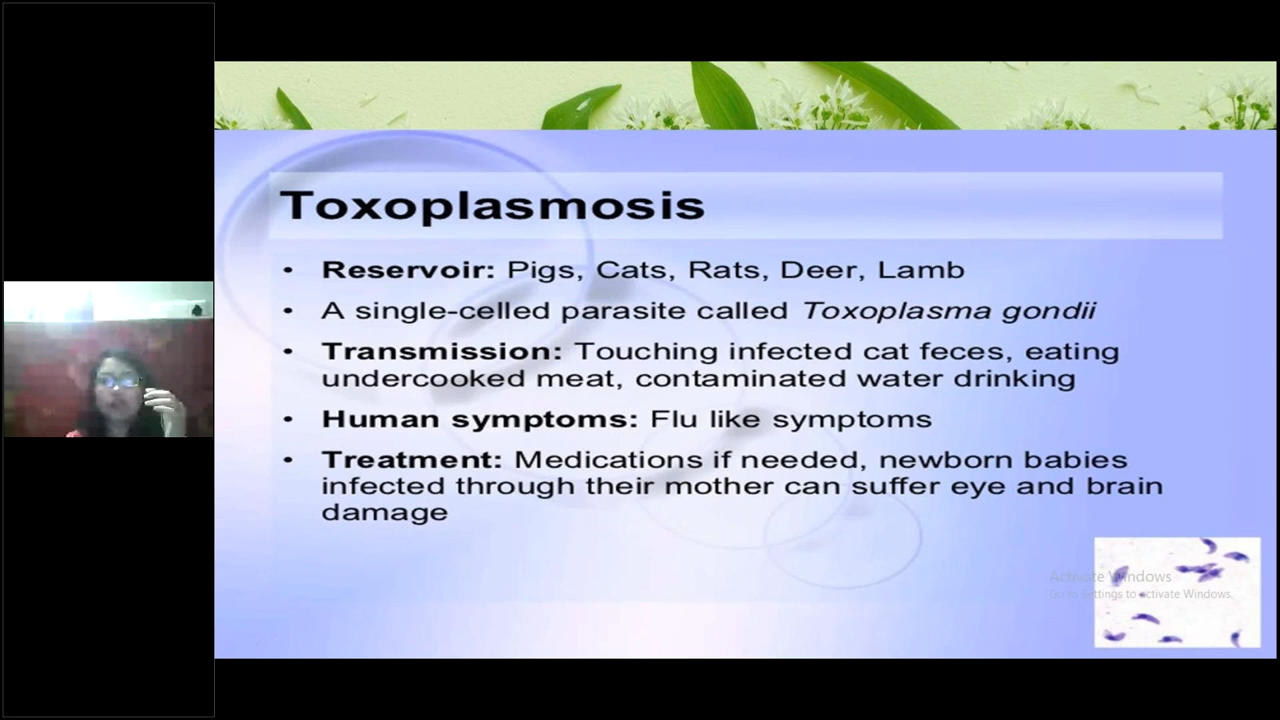 Toxoplasmosis
• Reservoir: Pigs, Cats, Rats, Deer, Lamb
• A single-celled parasite called Toxoplasma gondii
• Transmission: Touching infected cat feces, eating
undercooked meat, contaminated water drinking
• Human symptoms: Flu like symptoms
• Treatment: Medications if needed, newborn babies
infected through their mother can suffer eye and brain
damage
Activate Windows
Go to Settings to activate Windows.